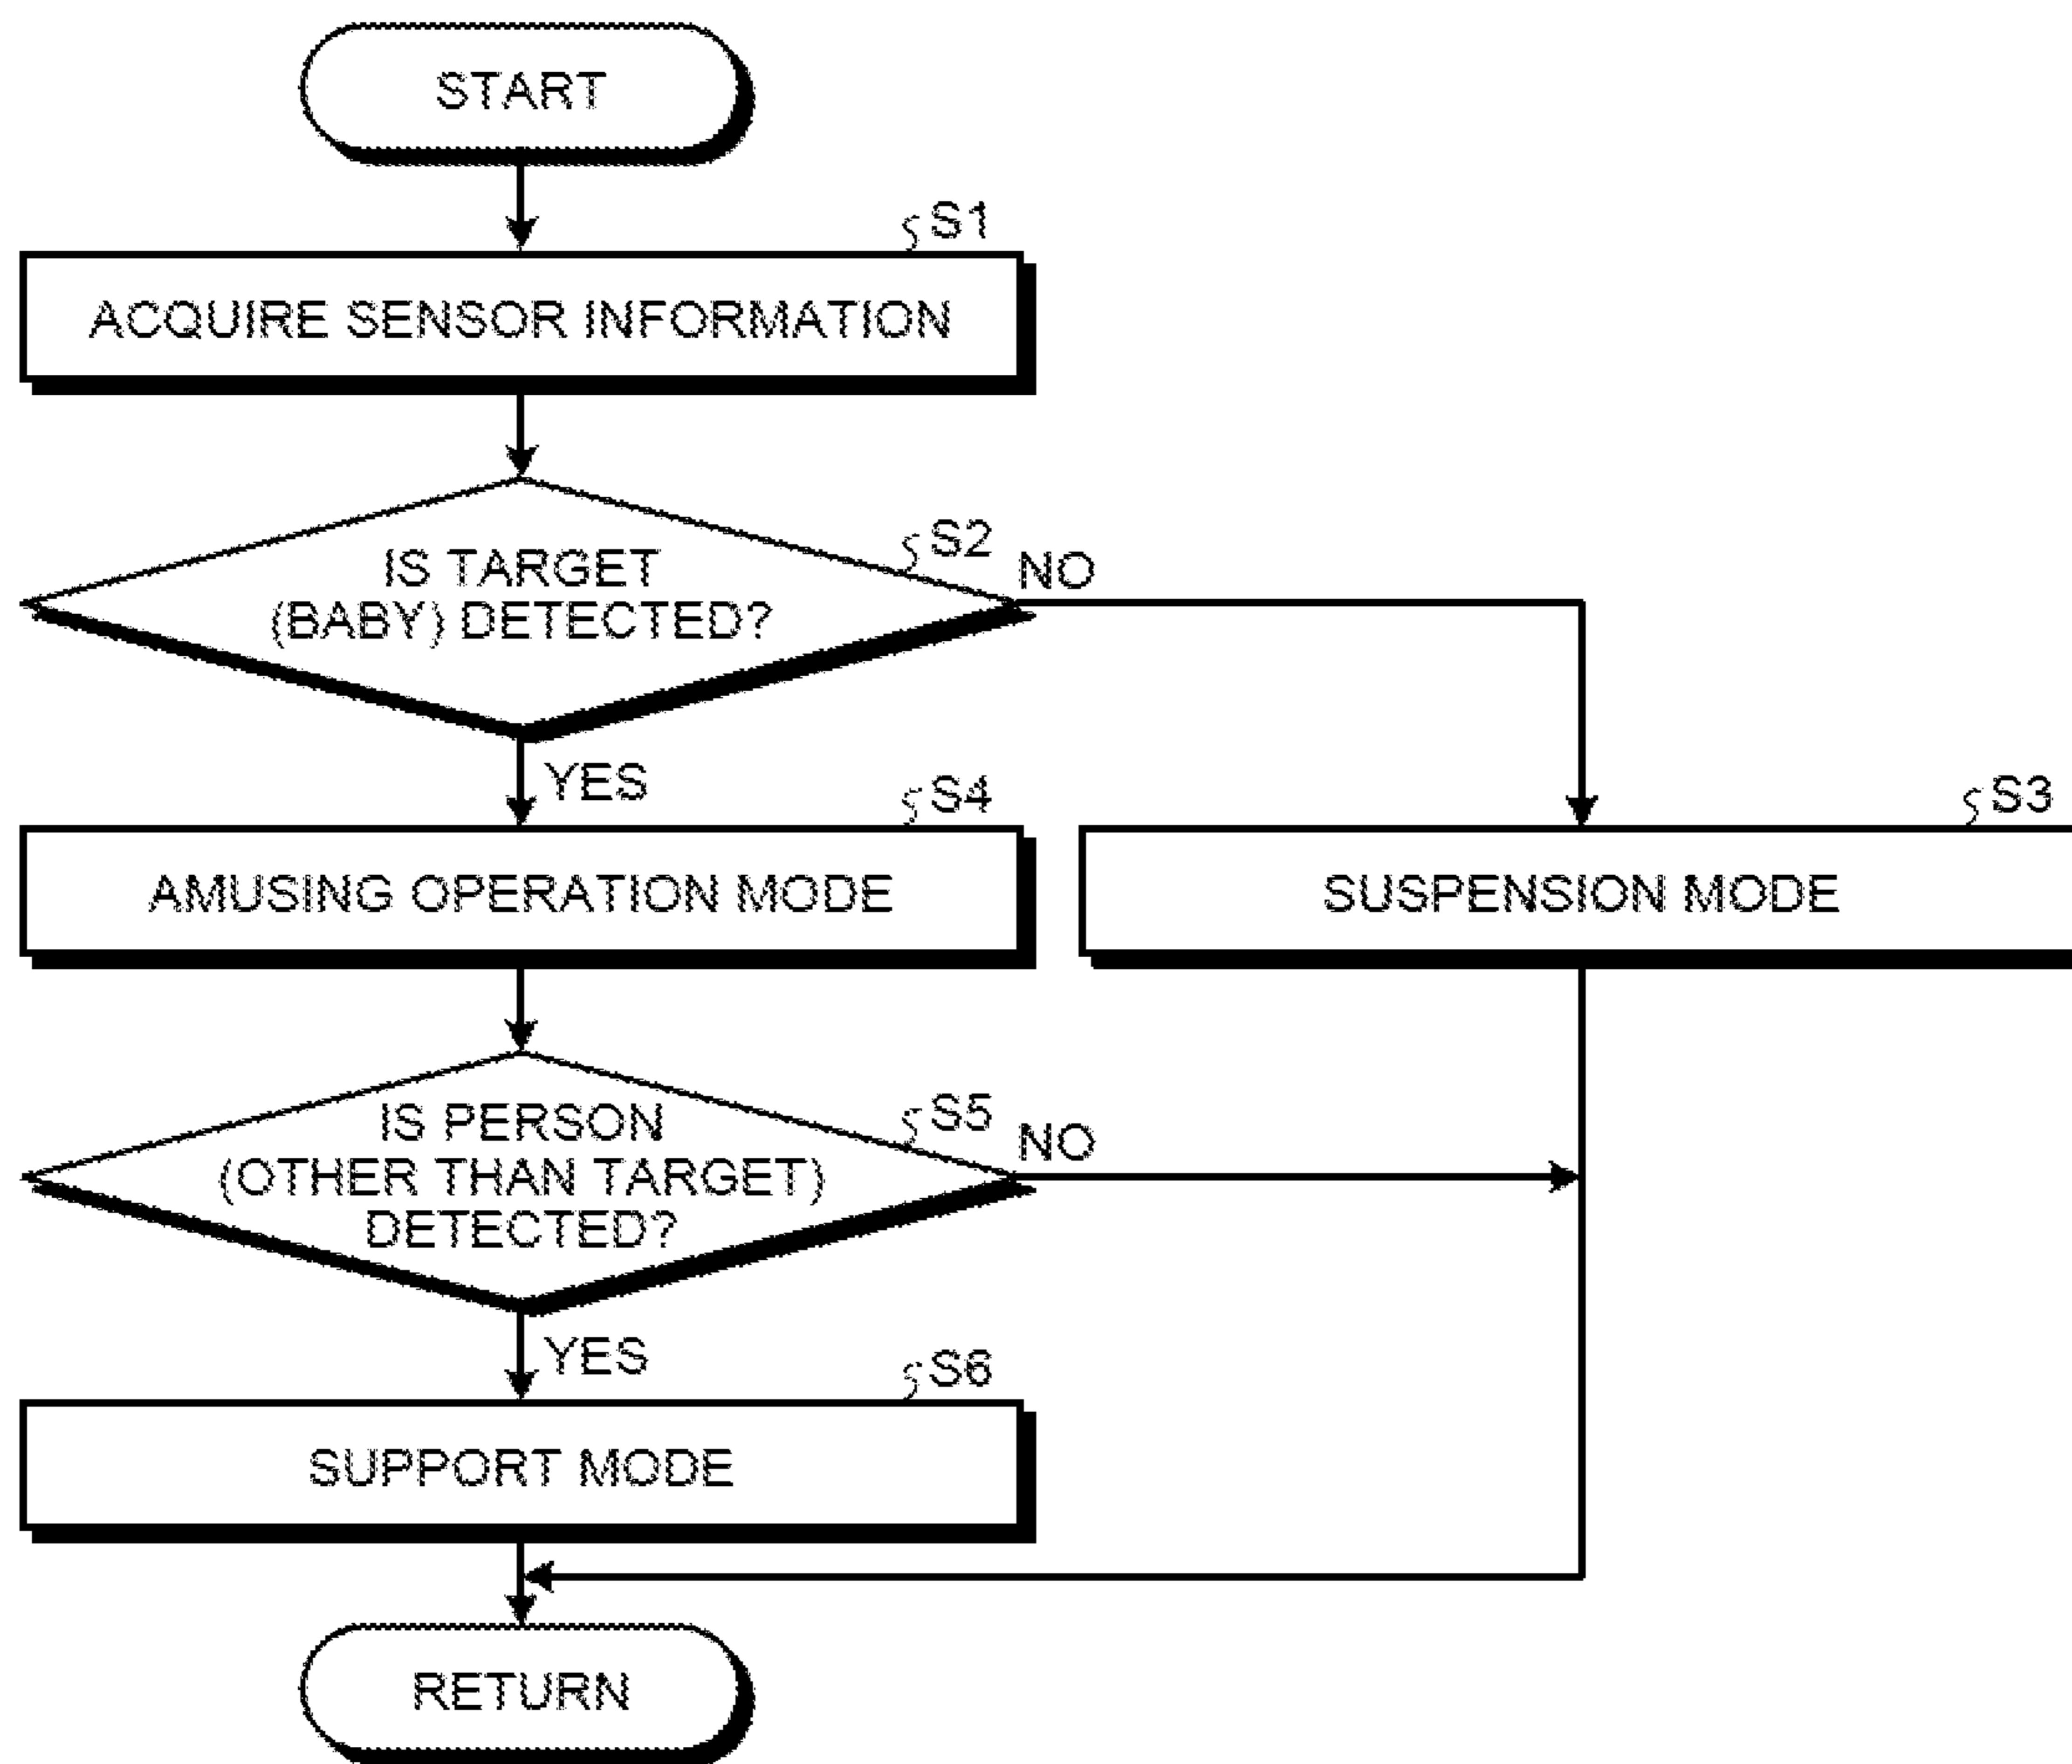 START
S1
ACQUIRE SENSOR INFORMATION
S2
IS TARGET
(BABY) DETECTED?
NO
YES
S4
AMUSING OPERATION MODE
S3
SUSPENSION MODE
S5
IS PERSON
(OTHER THAN TARGET)
DETECTED?
NO
YES
S6
SUPPORT MODE
RETURN